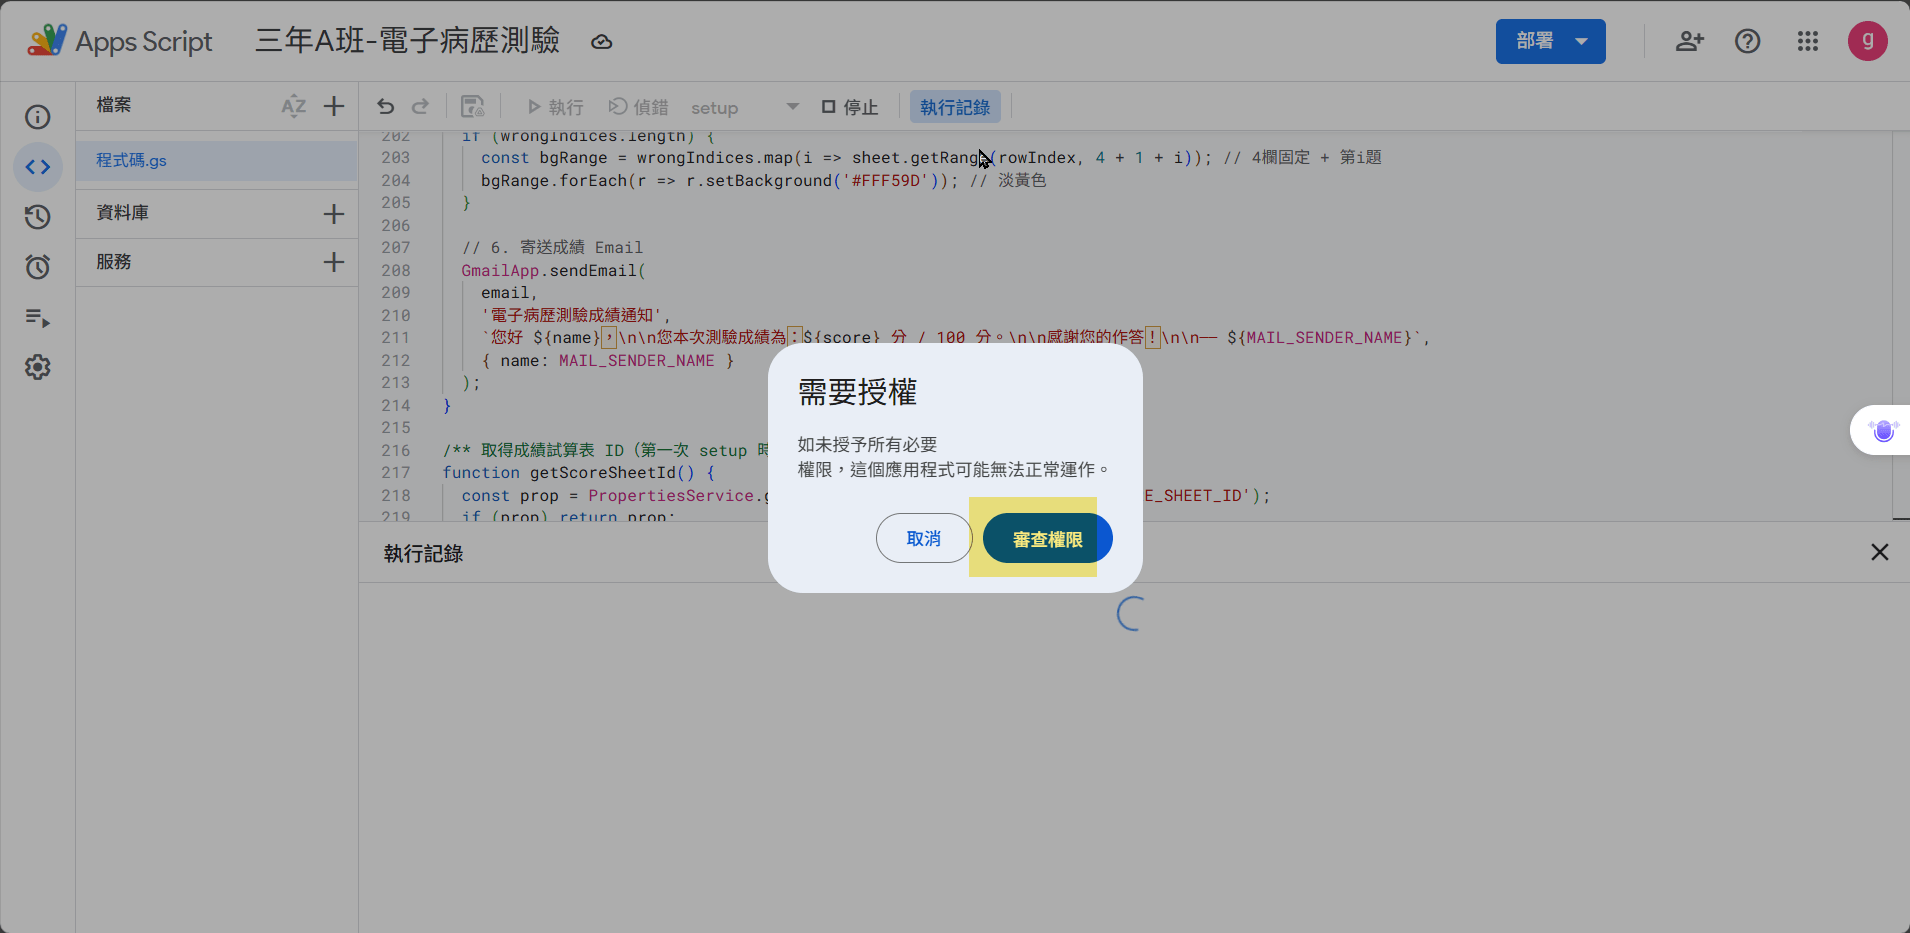 Apps Script 三年A班-電子病歷測驗 部署 g
檔案 AZ
執行 偵錯 setup 停止 執行記錄
程式碼.gs
資料庫
服務
202 if (wrongIndices.length) {
203 const bgRange = wrongIndices.map(i => sheet.getRang(rowIndex, 4 + 1 + i)); // 4欄固定 + 第i題
204 bgRange.forEach(r => r.setBackground('#FFF59D')); // 淡黃色
205 }
206
207 // 6. 寄送成績 Email
208 GmailApp.sendEmail(
209 email,
210 '電子病歷測驗成績通知',
211 `您好 ${name}，\n\n您本次測驗成績為：${score} 分 / 100 分。\n\n感謝您的作答！\n\n—— ${MAIL_SENDER_NAME}`,
212 { name: MAIL_SENDER_NAME }
213 );
214 }
215
216 /** 取得成績試算表 ID（第一次 setup 時
217 function getScoreSheetId() {
218 const prop = PropertiesService.g E_SHEET_ID');
219 if (prop) return prop;
需要授權
如未授予所有必要
權限，這個應用程式可能無法正常運作。
取消 審查權限
執行記錄